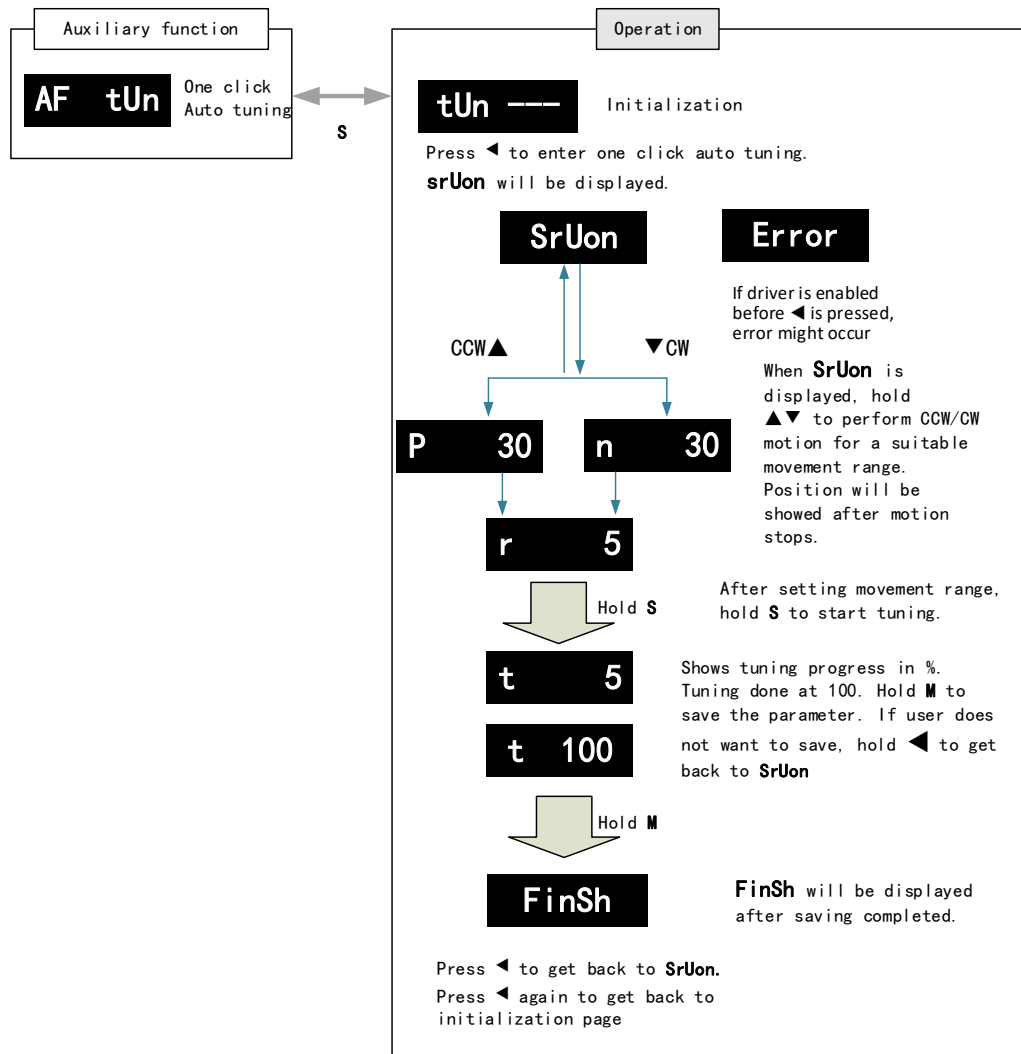 Auxiliary function
AF tUn
One click
Auto tuning
S
Operation
tUn ---
Initialization
Press ◀ to enter one click auto tuning.
srUon will be displayed.
SrUon
Error
If driver is enabled
before ◀ is pressed,
error might occur
CCW▲
▼CW
When SrUon is
displayed, hold
▲▼ to perform CCW/CW
motion for a suitable
movement range.
Position will be
showed after motion
stops.
P 30
n 30
r 5
Hold S
After setting movement range,
hold S to start tuning.
t 5
t 100
Shows tuning progress in %.
Tuning done at 100. Hold M to
save the parameter. If user does
not want to save, hold ◀ to get
back to SrUon
Hold M
FinSh
FinSh will be displayed
after saving completed.
Press ◀ to get back to SrUon.
Press ◀ again to get back to
initialization page